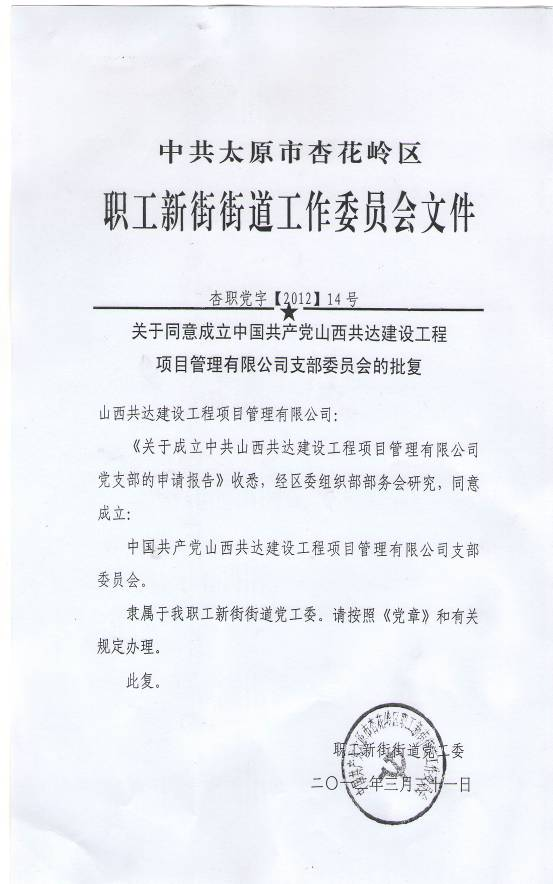 中共太原市杏花岭区
职工新街街道工作委员会文件
杏职党字【2012】14号
关于同意成立中国共产党山西共达建设工程
项目管理有限公司支部委员会的批复
山西共达建设工程项目管理有限公司：
《关于成立中共山西共达建设工程项目管理有限公司
党支部的申请报告》收悉，经区委组织部部务会研究，同意
成立：
中国共产党山西共达建设工程项目管理有限公司支部
委员会。
隶属于我职工新街街道党工委。请按照《党章》和有关
规定办理。
此复。
职工新街街道党工委
二〇一 年三月 十一日